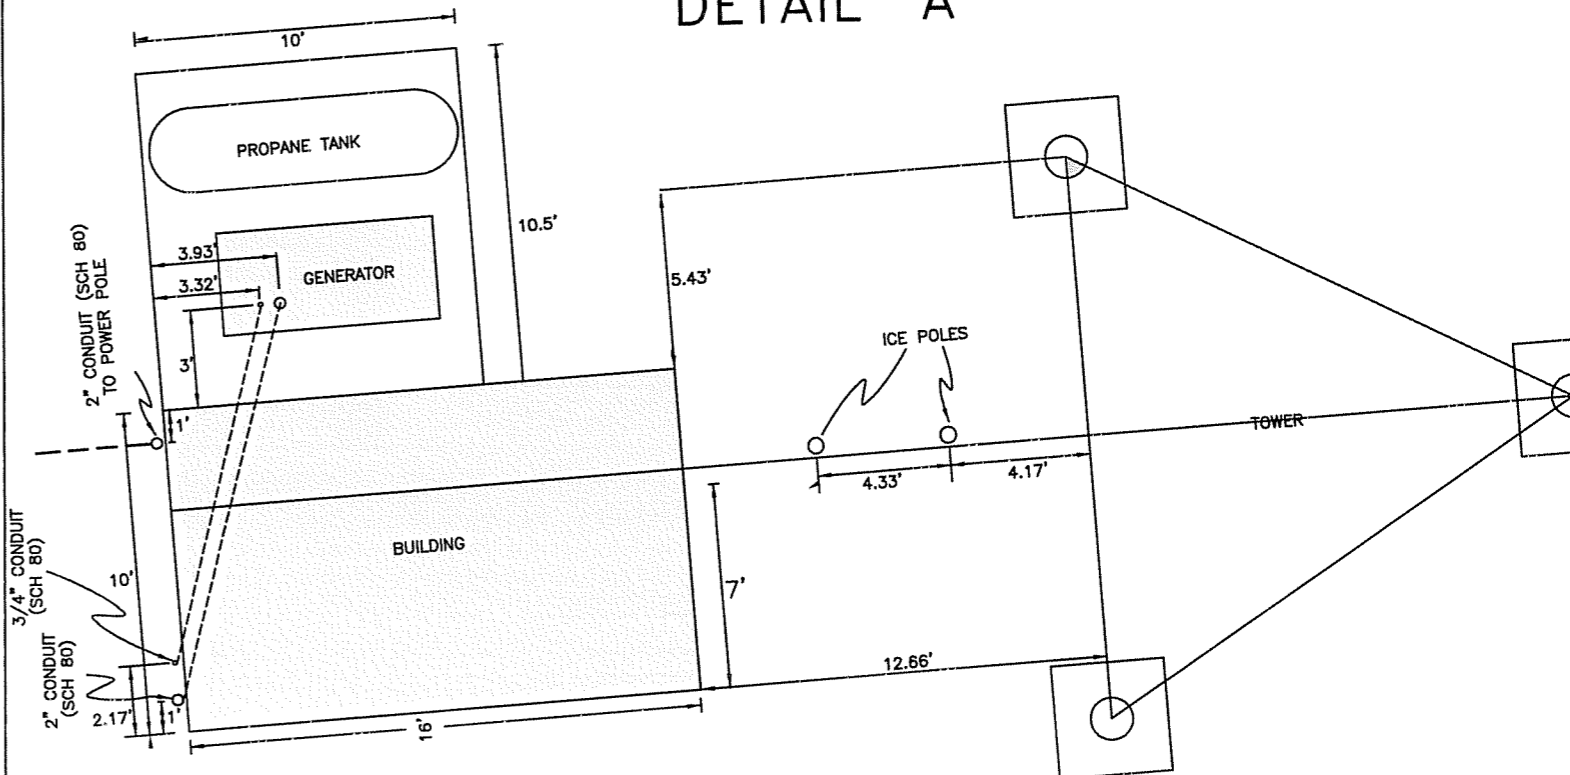 DETAIL "A"
10'
PROPANE TANK
10.5'
2" CONDUIT (SCH 80)
TO POWER POLE
3.93'
3.32'
GENERATOR
5.43'
3'
ICE POLES
1'
TOWER
4.33'
4.17'
3/4" CONDUIT
(SCH 80)
BUILDING
10'
7'
2" CONDUIT
(SCH 80)
2.17'
1'
12.66'
16'